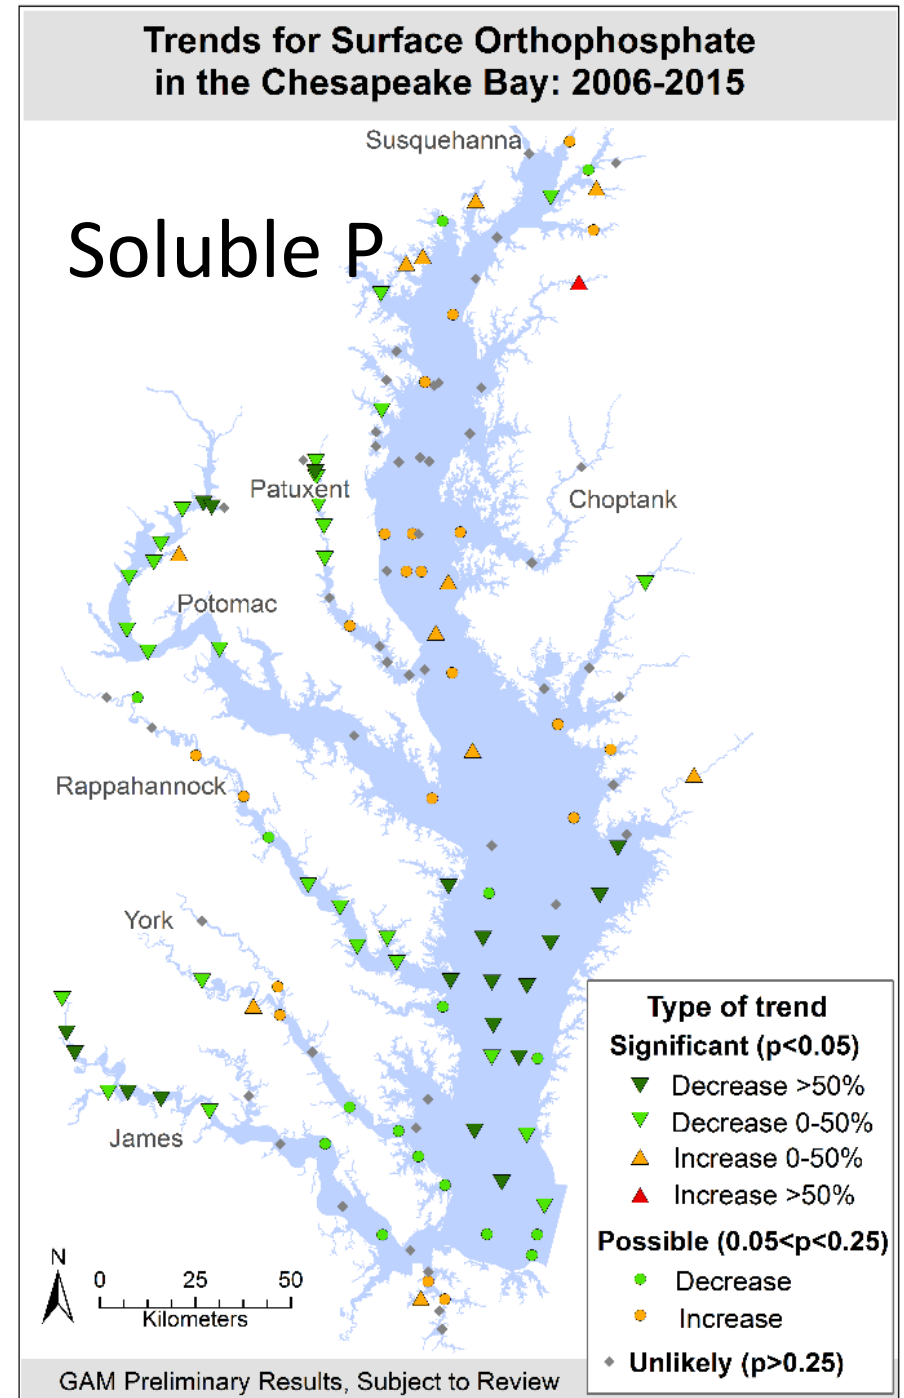 Trends for Surface Orthophosphate
in the Chesapeake Bay: 2006-2015
Susquehanna
Soluble P
Patuxent
Choptank
Potomac
Rappahannock
York
James
Type of trend
Significant (p<0.05)
Decrease >50%
Decrease 0-50%
Increase 0-50%
Increase >50%
Possible (0.05<p<0.25)
Decrease
Increase
Unlikely (p>0.25)
N
0 25 50
Kilometers
GAM Preliminary Results, Subject to Review